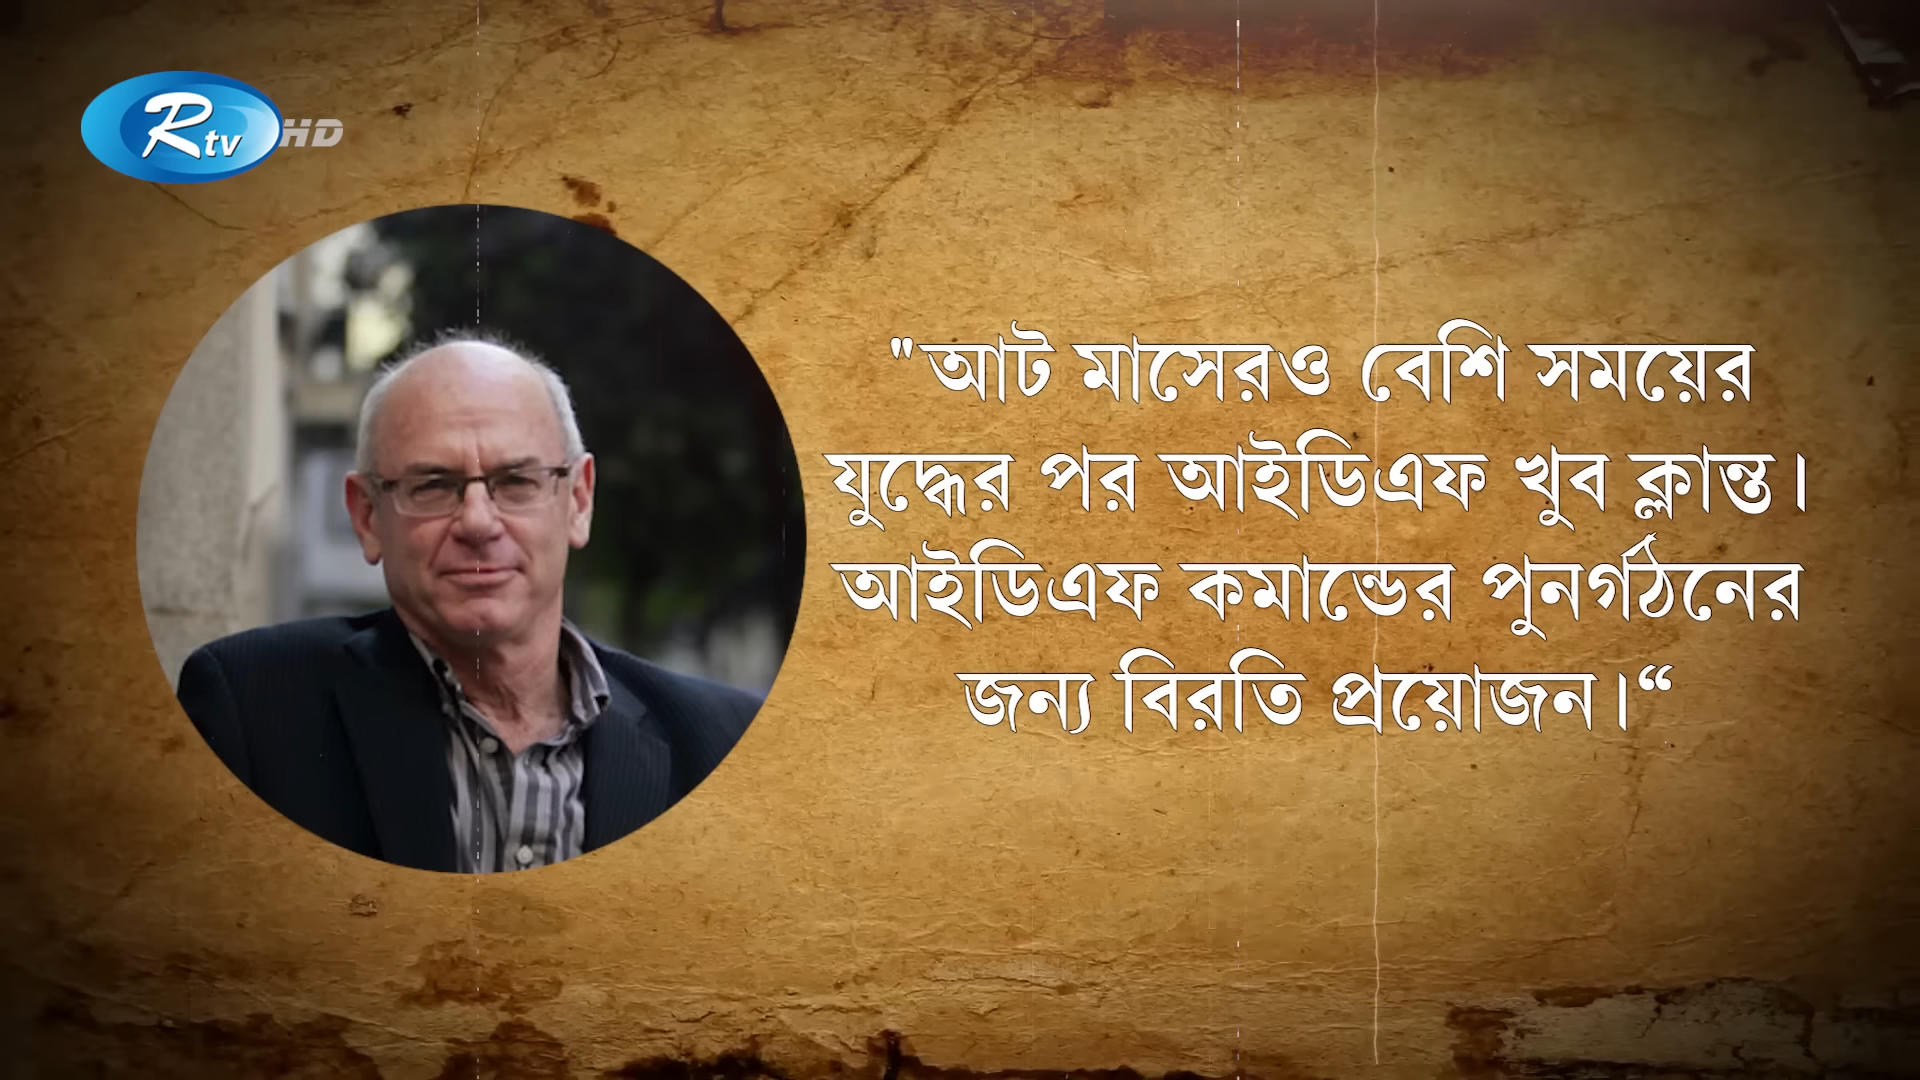 Rtv HD
"আট মাসেরও বেশি সময়ের
যুদ্ধের পর আইডিএফ খুব ক্লান্ত।
আইডিএফ কমান্ডের পুনর্গঠনের
জন্য বিরতি প্রয়োজন।“